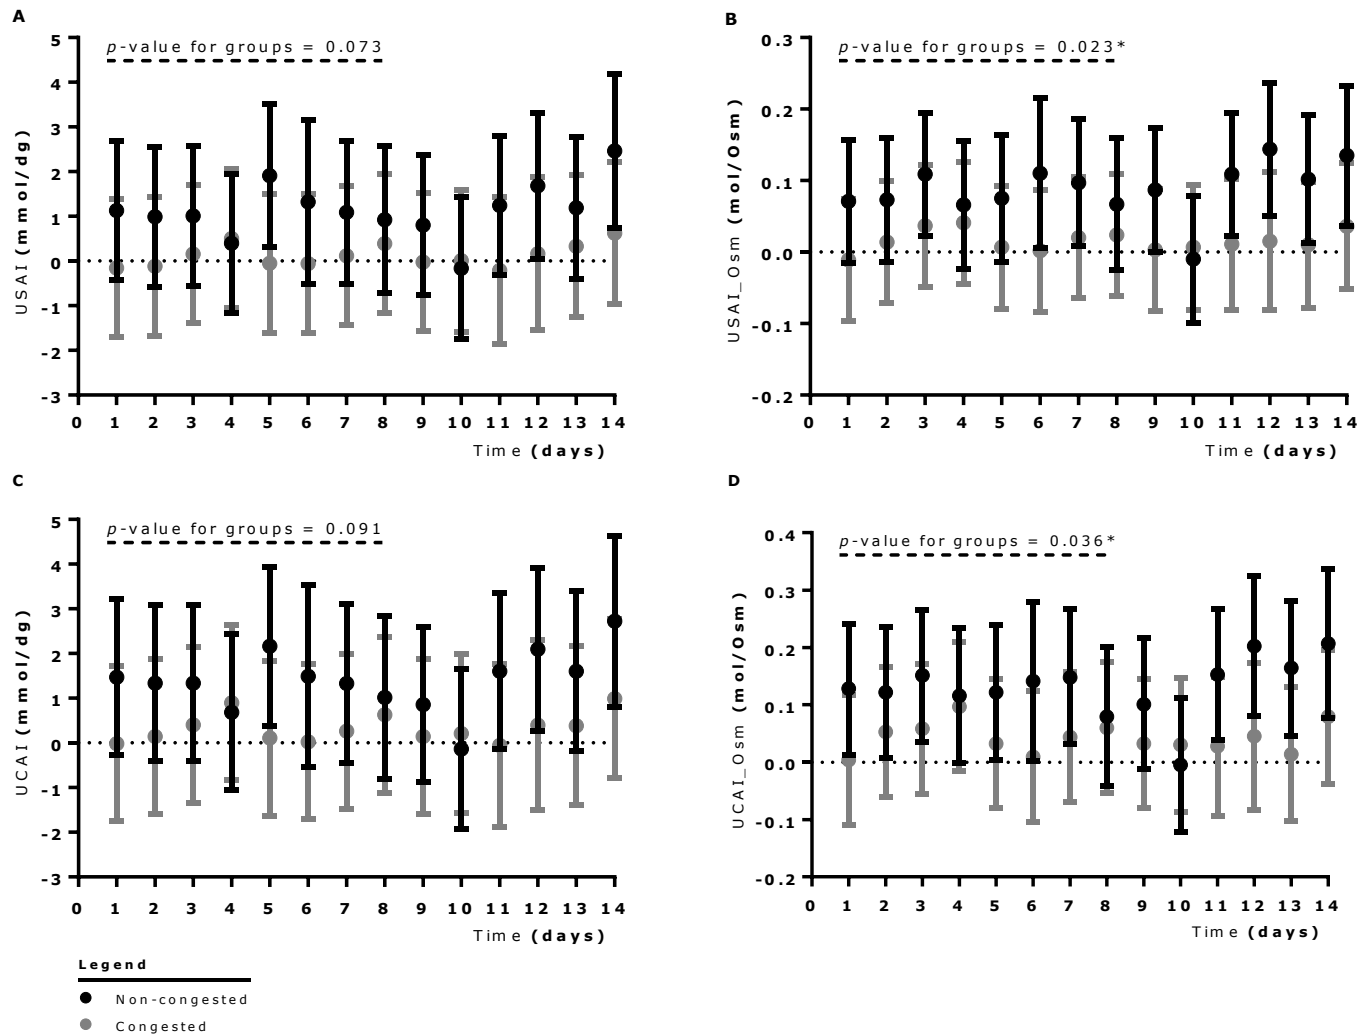 A
p-value for groups = 0.073
USAI (mmol/dg)
5
4
3
2
1
0
-1
-2
-3
0 1 2 3 4 5 6 7 8 9 10 11 12 13 14
Time (days)
B
p-value for groups = 0.023*
USAI_Osm (mol/Osm)
0.3
0.2
0.1
0.0
-0.1
-0.2
0 1 2 3 4 5 6 7 8 9 10 11 12 13 14
Time (days)
C
p-value for groups = 0.091
UCAI (mmol/dg)
5
4
3
2
1
0
-1
-2
-3
0 1 2 3 4 5 6 7 8 9 10 11 12 13 14
Time (days)
D
p-value for groups = 0.036*
UCAI_Osm (mol/Osm)
0.4
0.3
0.2
0.1
0.0
-0.1
-0.2
0 1 2 3 4 5 6 7 8 9 10 11 12 13 14
Time (days)
Legend
Non-congested
Congested